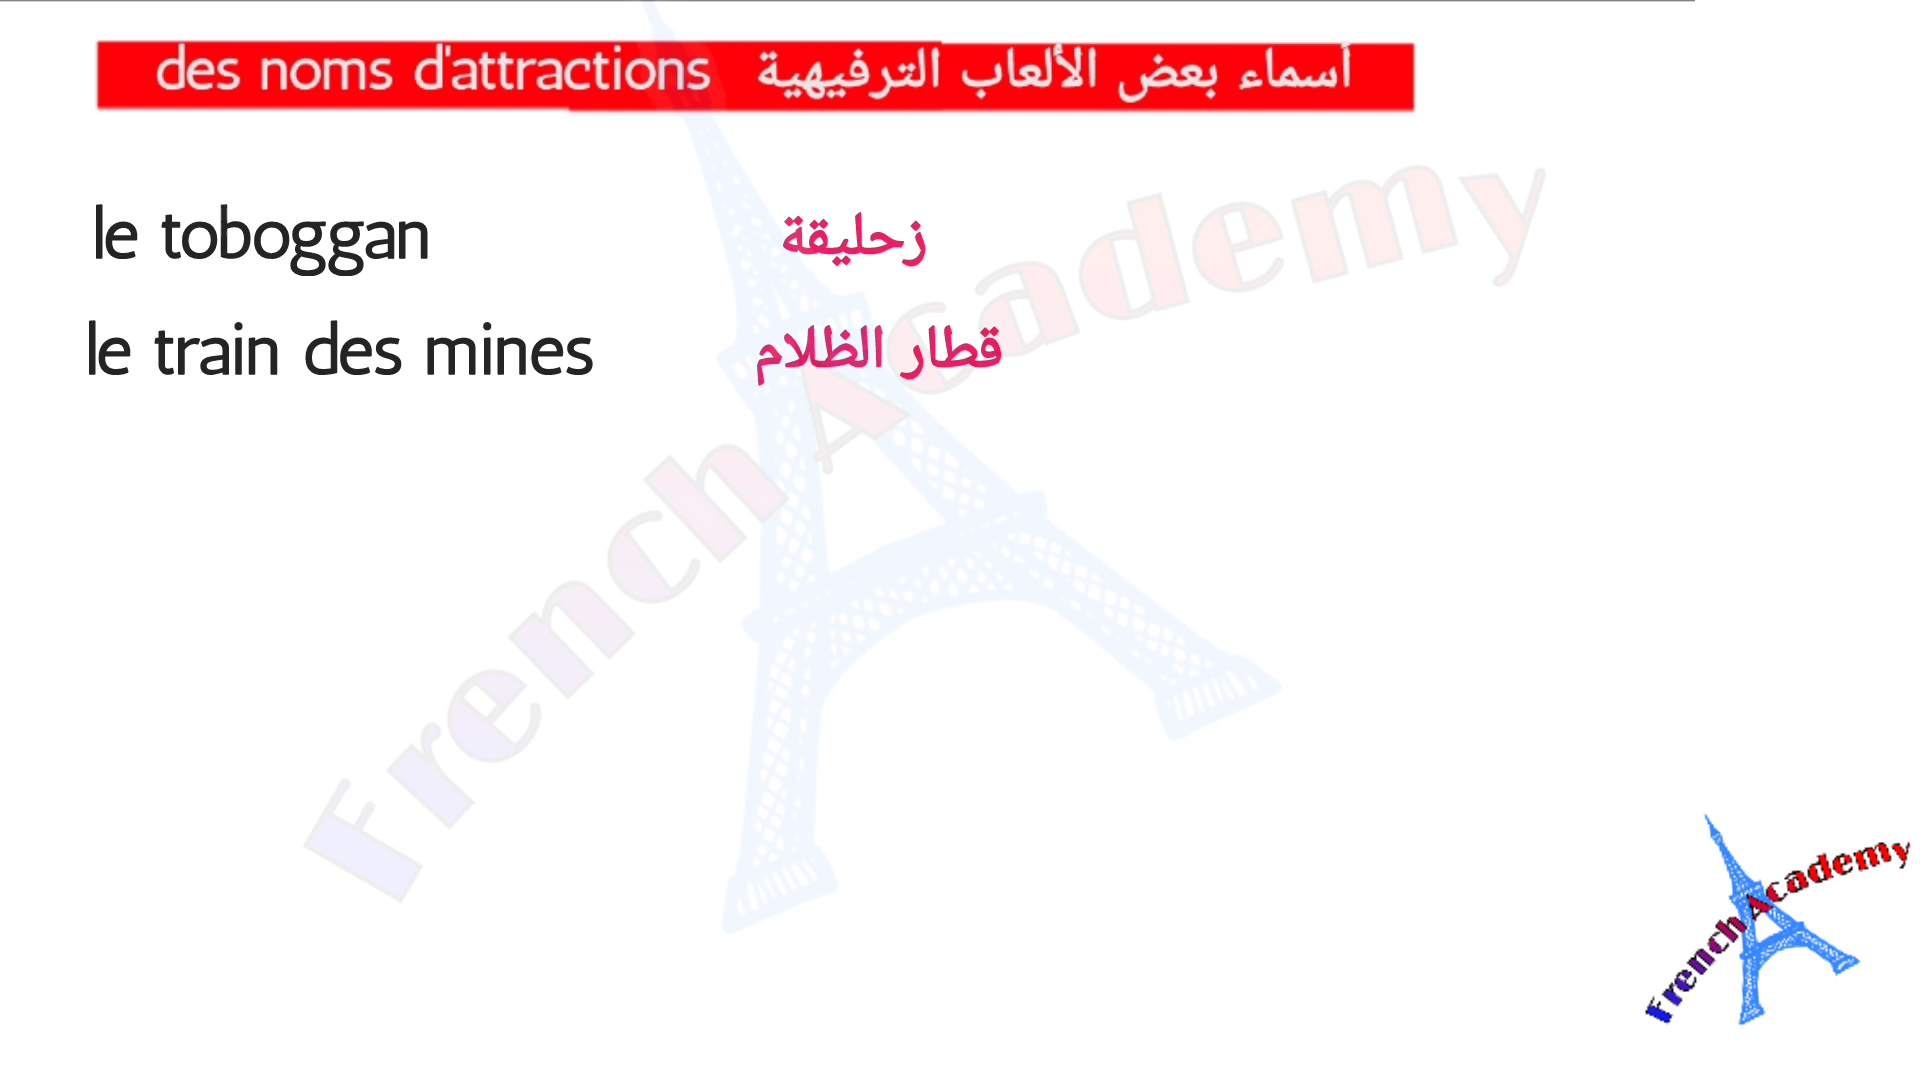 des noms d'attractions أسماء بعض الألعاب الترفيهية
le toboggan زحليقة
le train des mines قطار الظلام
French Academy
French Academy